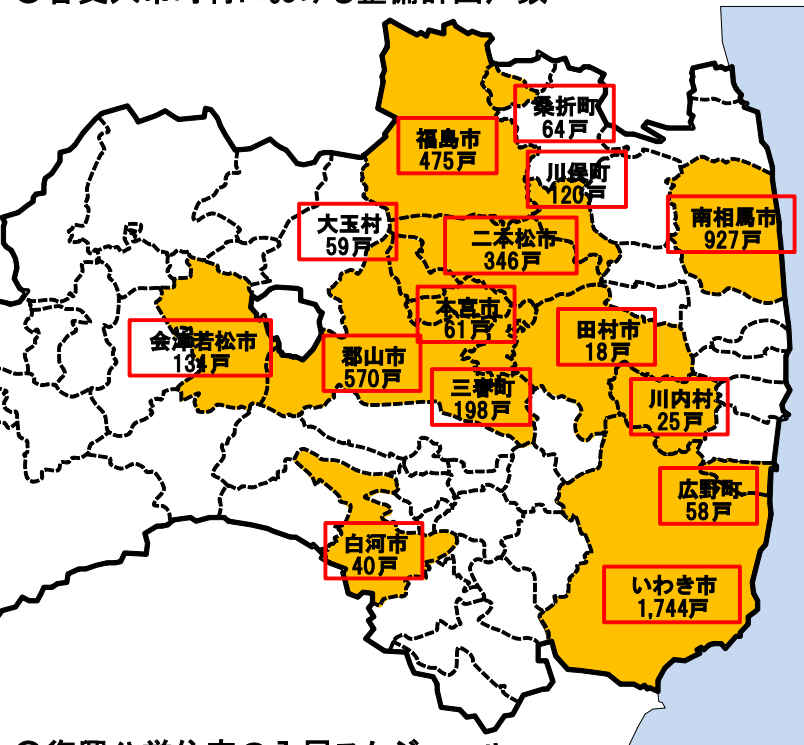 桑折町
64戸
福島市
475戸
川俣町
120戸
大玉村
59戸
南相馬市
927戸
二本松市
346戸
本宮市
61戸
田村市
18戸
会津若松市
134戸
郡山市
570戸
三春町
198戸
川内村
25戸
広野町
58戸
白河市
40戸
いわき市
1,744戸